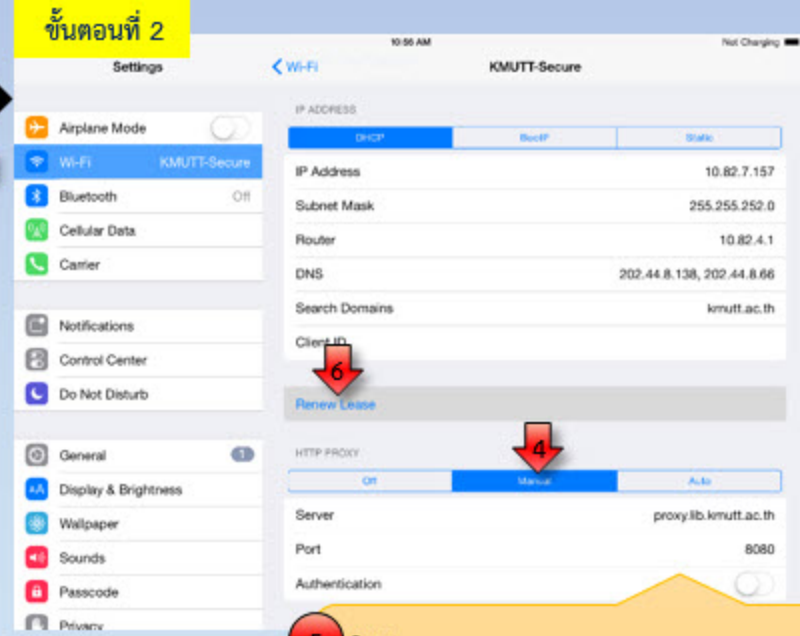 ขั้นตอนที่ 2
10:56 AM
Not Charging
Settings
Wi-Fi
KMUTT-Secure
Airplane Mode
Wi-Fi KMUTT-Secure
Bluetooth Off
Cellular Data
Carrier
Notifications
Control Center
Do Not Disturb
General 1
Display & Brightness
Wallpaper
Sounds
Passcode
Privacy
IP ADDRESS
DHCP BootP Static
IP Address 10.82.7.157
Subnet Mask 255.255.252.0
Router 10.82.4.1
DNS 202.44.8.138, 202.44.8.66
Search Domains kmutt.ac.th
Client ID
6
Renew Lease
4
HTTP PROXY
Off Manual Auto
Server proxy.lib.kmutt.ac.th
Port 8080
Authentication